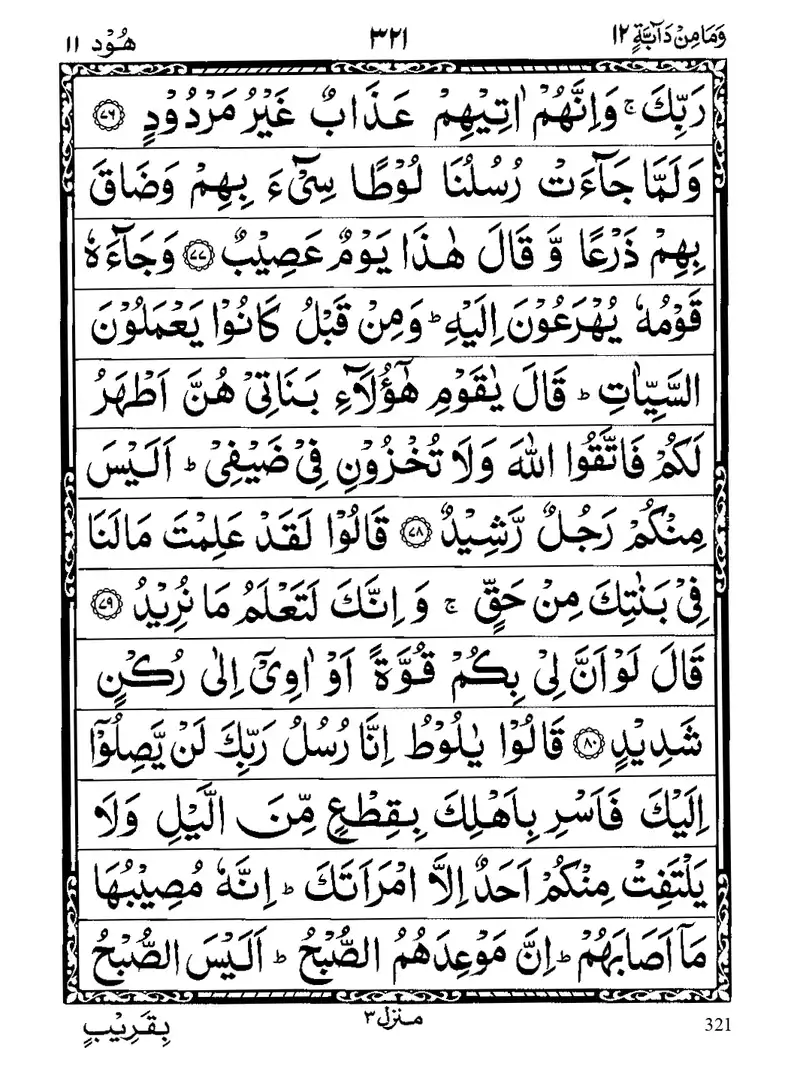 وَمَا مِنْ دَآبَّةٍ ١٢ ٣٢١ هُوْد ١١
رَبِّكَ ۚ وَاِنَّهُمْ اٰتِيْهِمْ عَذَابٌ غَيْرُ مَرْدُوْدٍ ﴿٧٦﴾
وَلَمَّا جَآءَتْ رُسُلُنَا لُوْطًا سِيْٓءَ بِهِمْ وَضَاقَ
بِهِمْ ذَرْعًا وَّ قَالَ هٰذَا يَوْمٌ عَصِيْبٌ ﴿٧٧﴾ وَجَآءَهٗ
قَوْمُهٗ يُهْرَعُوْنَ اِلَيْهِ ؕ وَمِنْ قَبْلُ كَانُوْا يَعْمَلُوْنَ
السَّيِّاٰتِ ؕ قَالَ يٰقَوْمِ هٰٓؤُلَآءِ بَنَاتِيْ هُنَّ اَطْهَرُ
لَكُمْ فَاتَّقُوا اللّٰهَ وَلَا تُخْزُوْنِ فِيْ ضَيْفِيْ ؕ اَلَيْسَ
مِنْكُمْ رَجُلٌ رَّشِيْدٌ ﴿٧٨﴾ قَالُوْا لَقَدْ عَلِمْتَ مَا لَنَا
فِيْ بَنٰتِكَ مِنْ حَقٍّ ۚ وَ اِنَّكَ لَتَعْلَمُ مَا نُرِيْدُ ﴿٧٩﴾
قَالَ لَوْ اَنَّ لِيْ بِكُمْ قُوَّةً اَوْ اٰوِيْٓ اِلٰى رُكْنٍ
شَدِيْدٍ ﴿٨٠﴾ قَالُوْا يٰلُوْطُ اِنَّا رُسُلُ رَبِّكَ لَنْ يَّصِلُوْٓا
اِلَيْكَ فَاَسْرِ بِاَهْلِكَ بِقِطْعٍ مِّنَ الَّيْلِ وَلَا
يَلْتَفِتْ مِنْكُمْ اَحَدٌ اِلَّا امْرَاَتَكَ ؕ اِنَّهٗ مُصِيْبُهَا
مَآ اَصَابَهُمْ ؕ اِنَّ مَوْعِدَهُمُ الصُّبْحُ ؕ اَلَيْسَ الصُّبْحُ
بِقَرِيْبٍ
منزل ٣
321